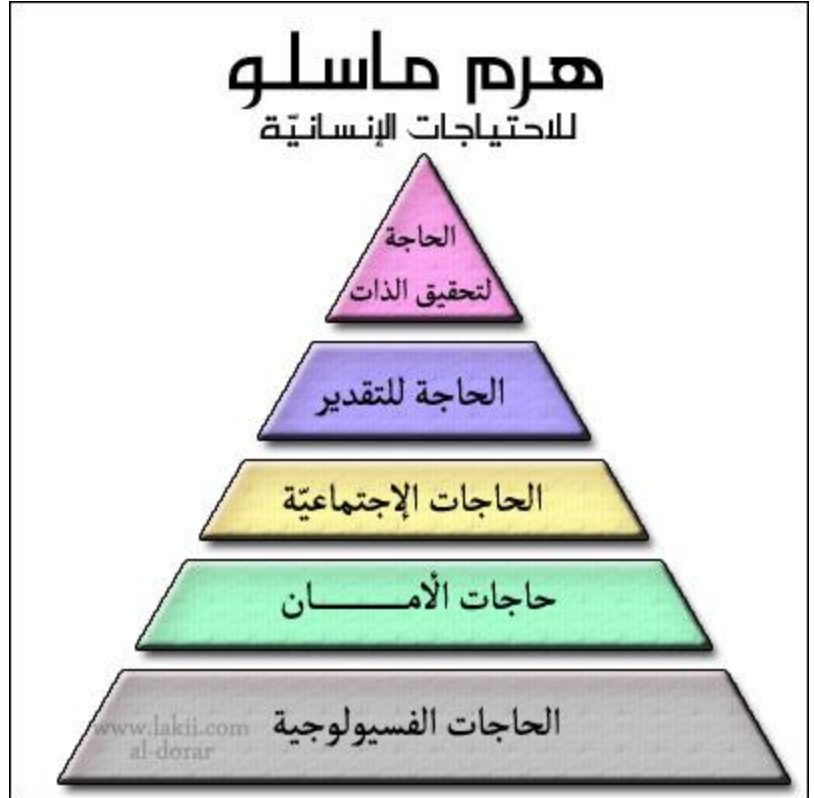 هرم ماسلو
للاحتياجات الإنسانيّة
الحاجة
لتحقيق الذات
الحاجة للتقدير
الحاجات الإجتماعيّة
حاجات الأمـــــــان
الحاجات الفسيولوجية
www.lakii.com
al-dorar